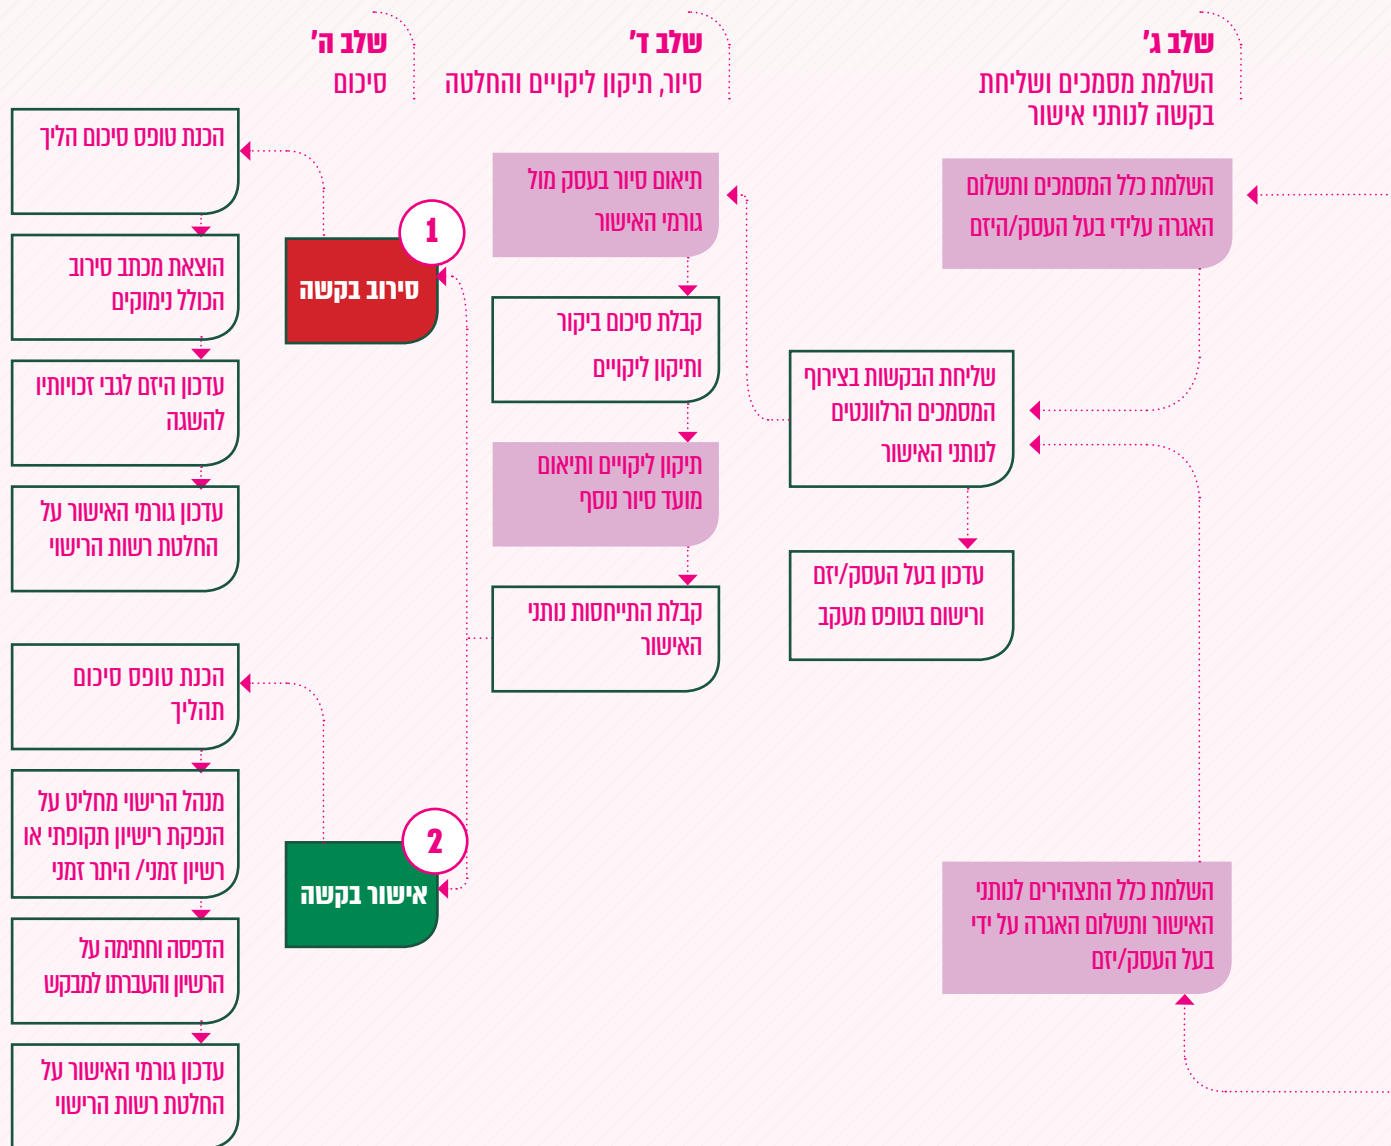 שלב ג'
השלמת מסמכים ושליחת
בקשה לנותני אישור
השלמת כלל המסמכים ותשלום
האגרה עלידי בעל העסק/היזם
שליחת הבקשות בצירוף
המסמכים הרלוונטים
לנותני האישור
עדכון בעל העסק/יזם
ורישום בטופס מעקב
השלמת כלל התצהירים לנותני
האישור ותשלום האגרה על ידי
בעל העסק/יזם
שלב ד'
סיור, תיקון ליקויים והחלטה
תיאום סיור בעסק מול
גורמי האישור
קבלת סיכום ביקור
ותיקון ליקויים
תיקון ליקויים ותיאום
מועד סיור נוסף
קבלת התייחסות נותני
האישור
שלב ה'
סיכום
1
סירוב בקשה
הכנת טופס סיכום הליך
הוצאת מכתב סירוב
הכולל נימוקים
עדכון היזם לגבי זכויותיו
להשגה
עדכון גורמי האישור על
החלטת רשות הרישוי
2
אישור בקשה
הכנת טופס סיכום
תהליך
מנהל הרישוי מחליט על
הנפקת רישיון תקופתי או
רשיון זמני/ היתר זמני
הדפסה וחתימה על
הרשיון והעברתו למבקש
עדכון גורמי האישור על
החלטת רשות הרישוי